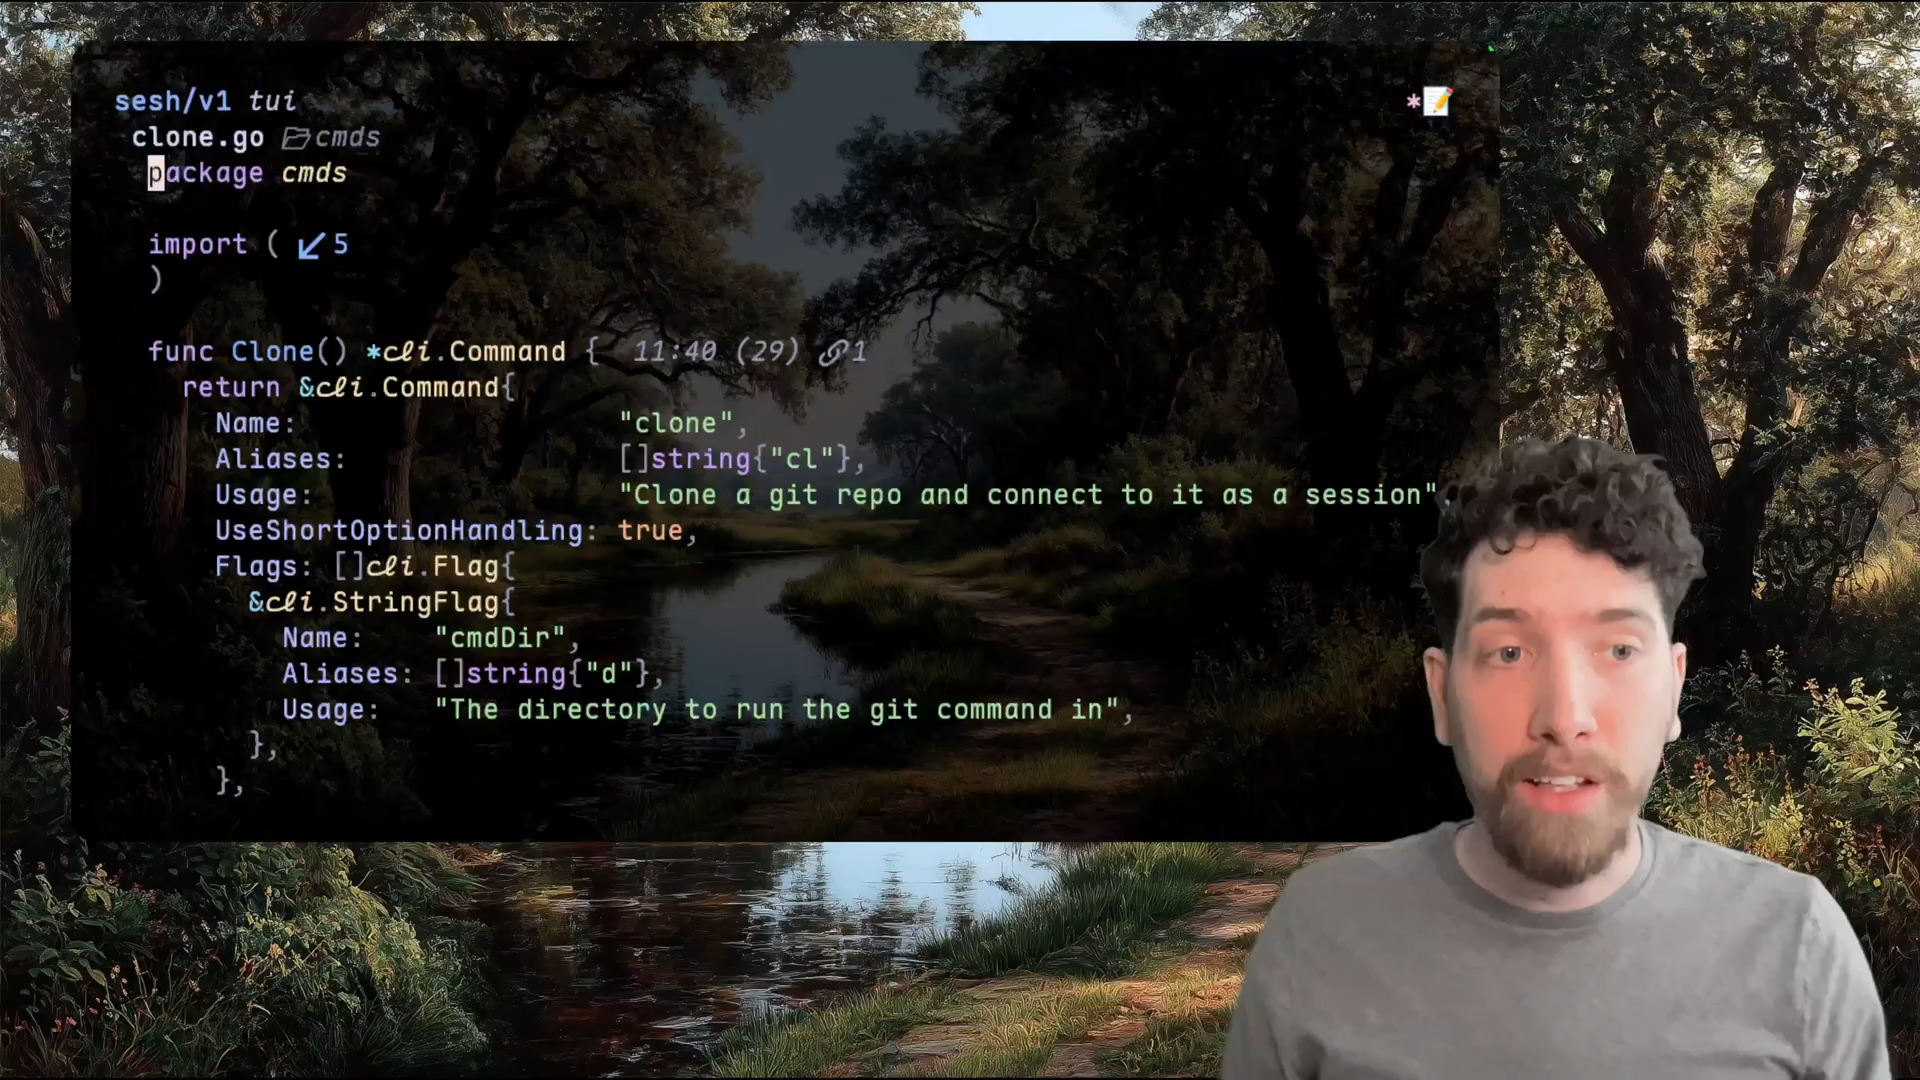 sesh/v1 tui
clone.go cmds
package cmds
import ( 5
)
func Clone() *cli.Command { 11:40 (29) 1
return &cli.Command{
Name: "clone",
Aliases: []string{"cl"},
Usage: "Clone a git repo and connect to it as a session",
UseShortOptionHandling: true,
Flags: []cli.Flag{
&cli.StringFlag{
Name: "cmdDir",
Aliases: []string{"d"},
Usage: "The directory to run the git command in",
},
},